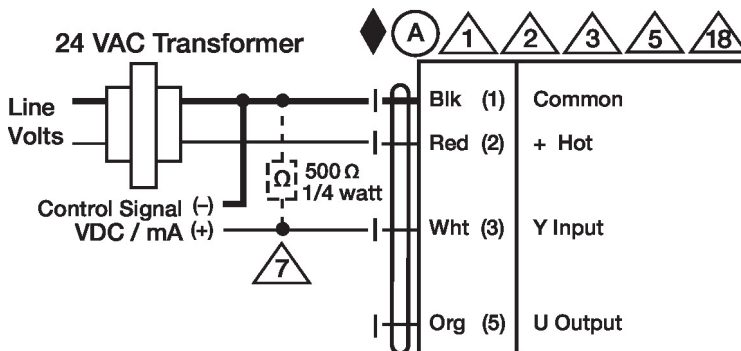 24 VAC Transformer
A 1 2 3 5 18
Line
Volts
Blk (1) Common
Red (2) + Hot
Ω 500 Ω
1/4 watt
Control Signal (–)
VDC / mA (+)
Wht (3) Y Input
7
Org (5) U Output